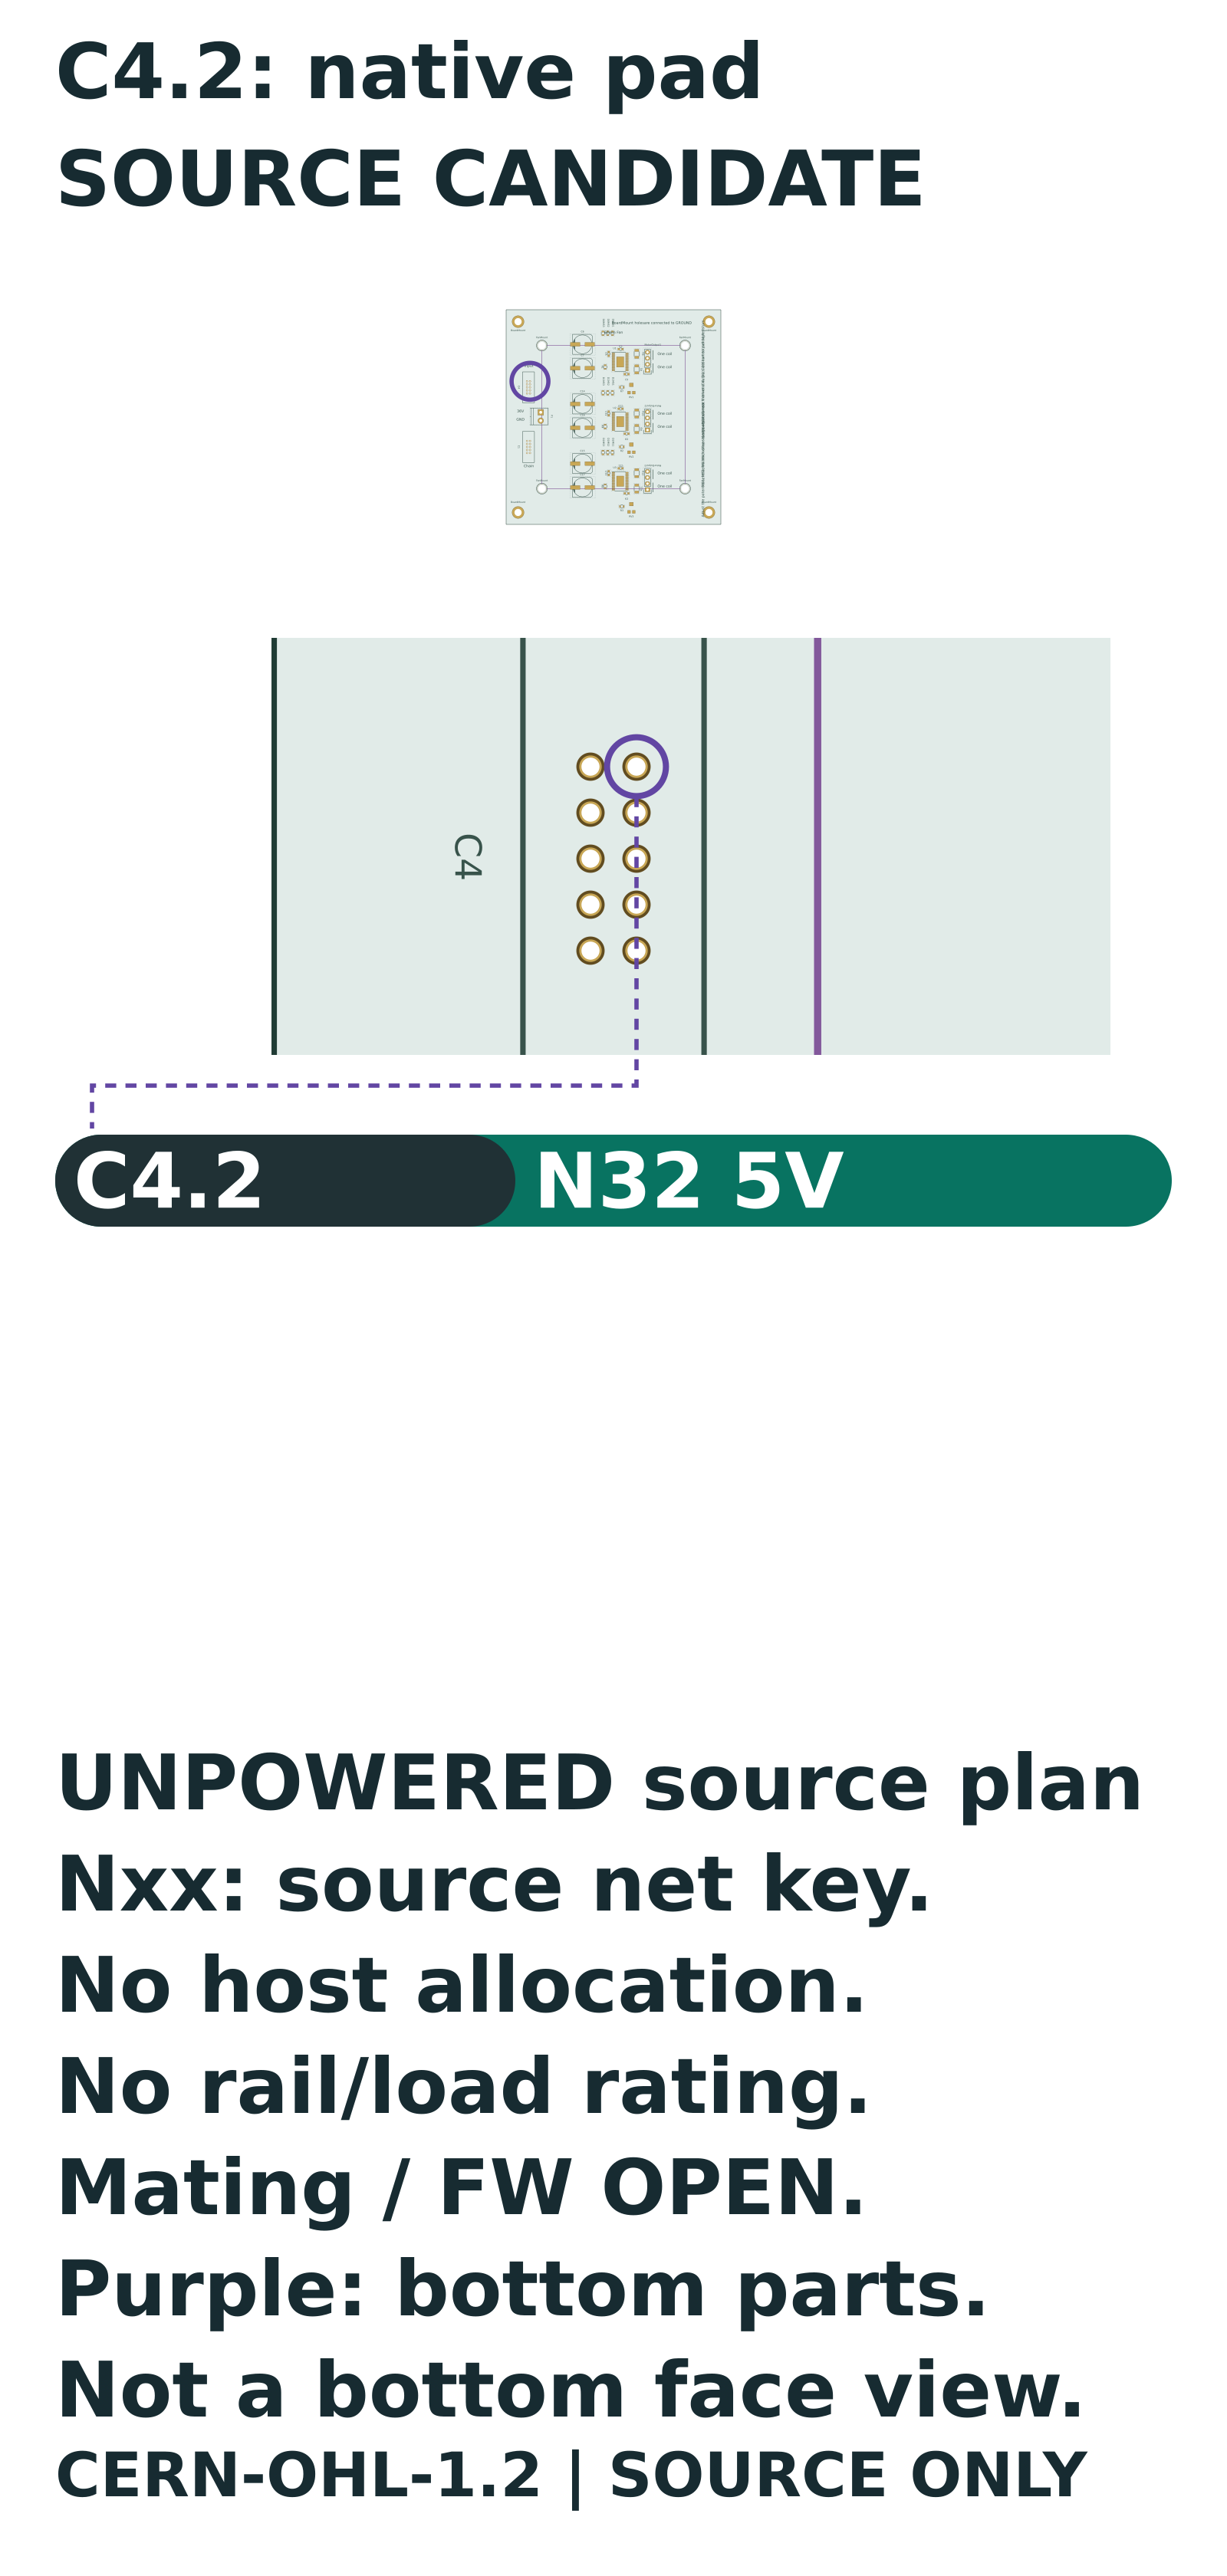 C4.2: native pad
SOURCE CANDIDATE
C4
C4.2
N32 5V
UNPOWERED source plan
Nxx: source net key.
No host allocation.
No rail/load rating.
Mating / FW OPEN.
Purple: bottom parts.
Not a bottom face view.
CERN-OHL-1.2 | SOURCE ONLY